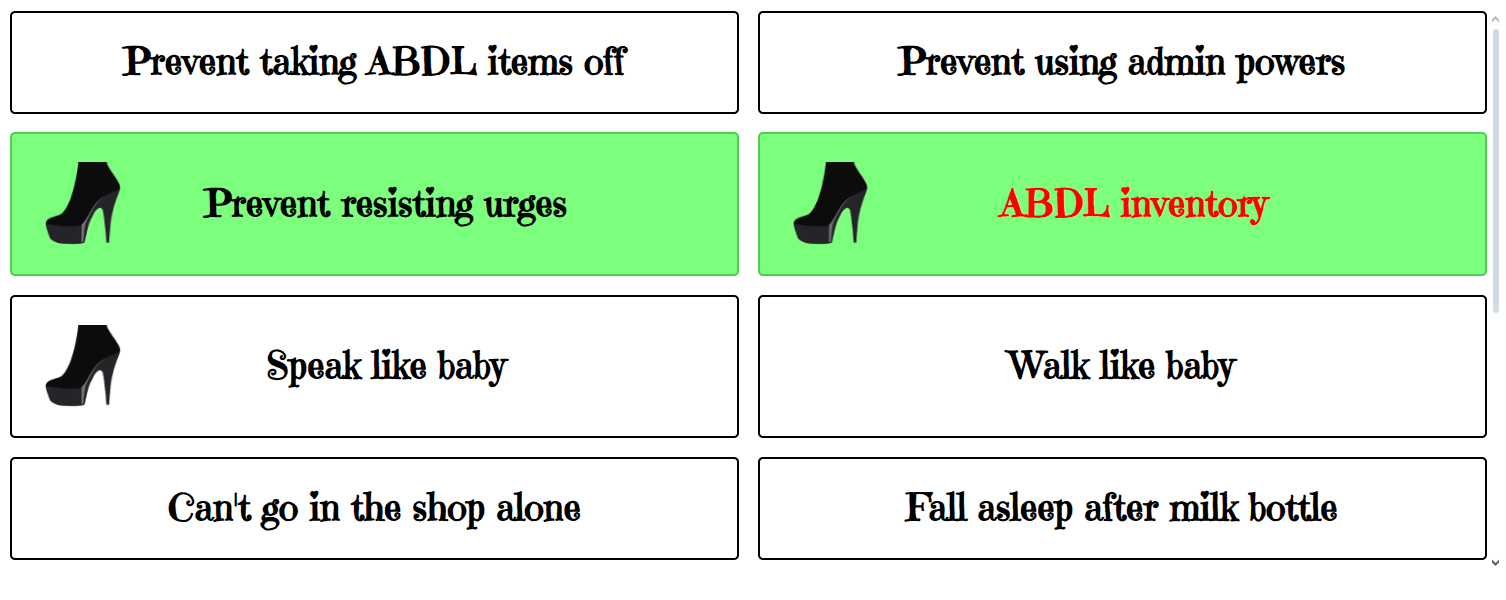 Prevent taking ABDL items off
Prevent using admin powers
Prevent resisting urges
ABDL inventory
Speak like baby
Walk like baby
Can't go in the shop alone
Fall asleep after milk bottle